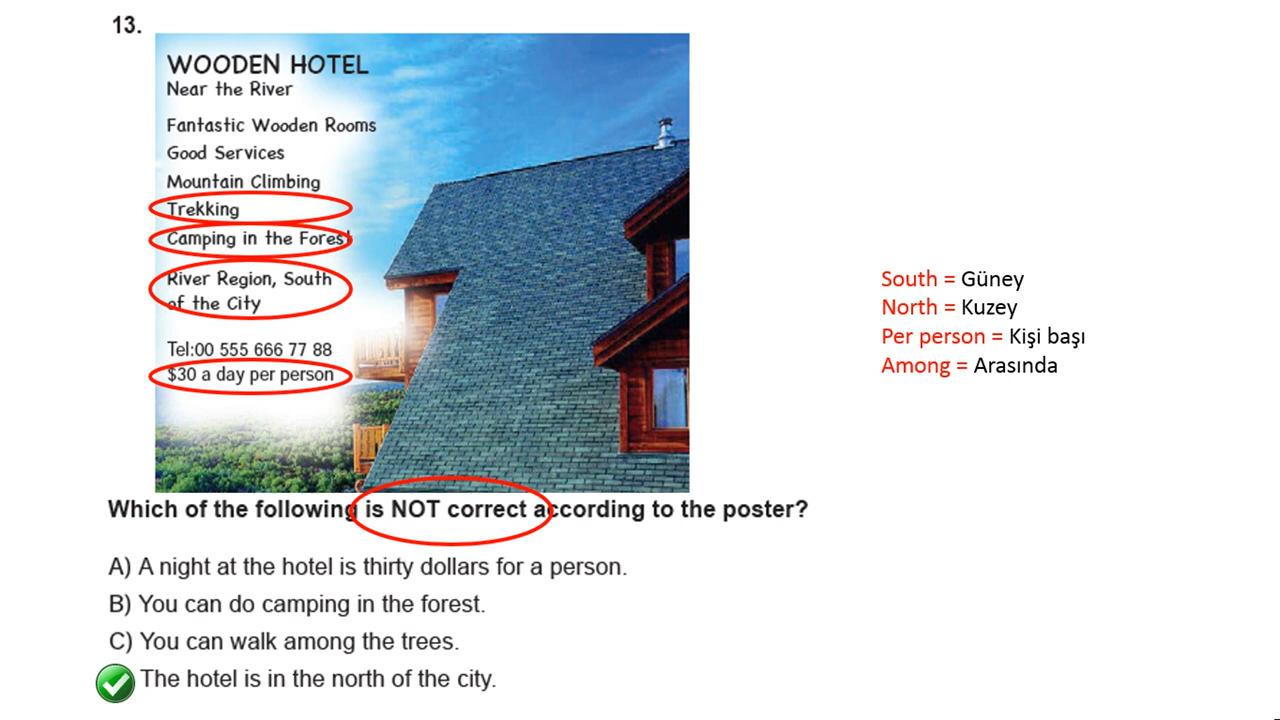 13.
WOODEN HOTEL
Near the River
Fantastic Wooden Rooms
Good Services
Mountain Climbing
Trekking
Camping in the Forest
River Region, South
of the City
Tel:00 555 666 77 88
$30 a day per person
South = Güney
North = Kuzey
Per person = Kişi başı
Among = Arasında
Which of the following is NOT correct according to the poster?
A) A night at the hotel is thirty dollars for a person.
B) You can do camping in the forest.
C) You can walk among the trees.
The hotel is in the north of the city.